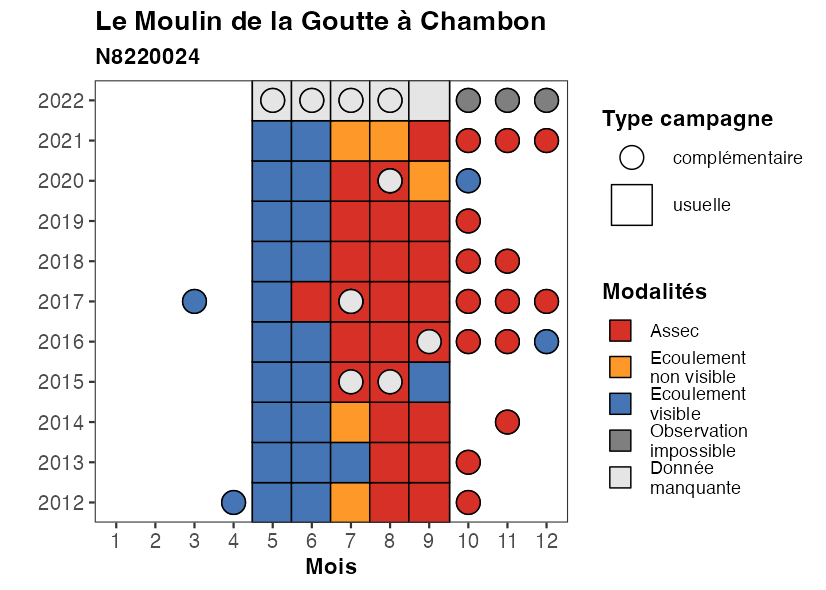 Le Moulin de la Goutte à Chambon
N8220024
2022
2021
2020
2019
2018
2017
2016
2015
2014
2013
2012
1 2 3 4 5 6 7 8 9 10 11 12
Mois
Type campagne
complémentaire
usuelle
Modalités
Assec
Ecoulement
non visible
Ecoulement
visible
Observation
impossible
Donnée
manquante